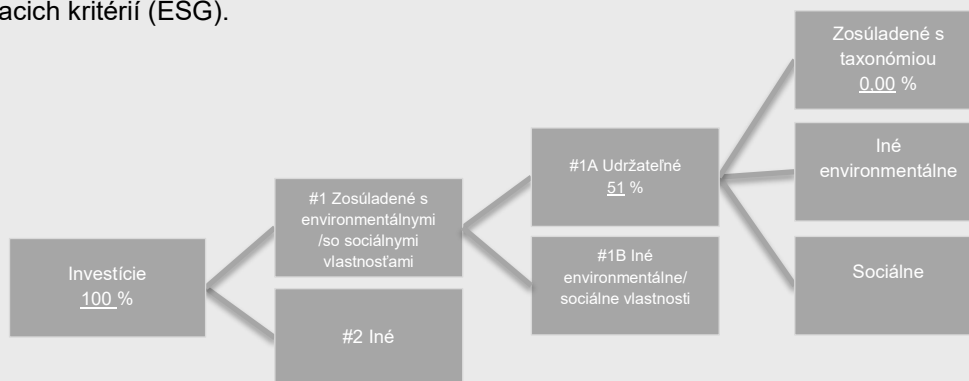 acich kritérií (ESG).
Zosúladené s
taxonómiou
0,00 %
#1A Udržateľné
51 %
Iné
environmentálne
#1 Zosúladené s
environmentálnymi
/so sociálnymi
vlastnosťami
Investície
100 %
#1B Iné
environmentálne/
sociálne vlastnosti
Sociálne
#2 Iné